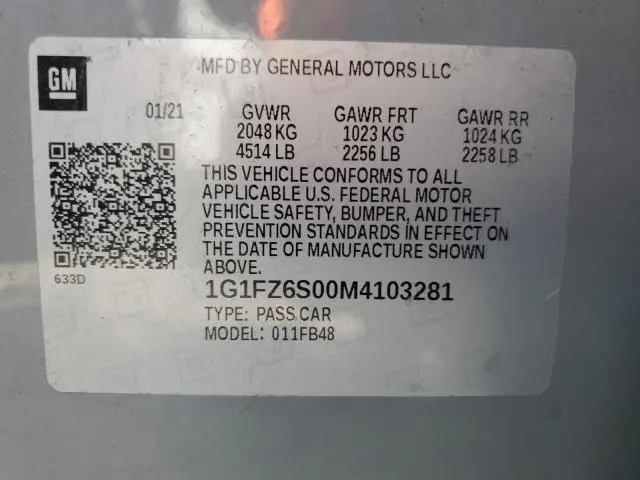 GM
MFD BY GENERAL MOTORS LLC
01/21 GVWR GAWR FRT GAWR RR
2048 KG 1023 KG 1024 KG
4514 LB 2256 LB 2258 LB
THIS VEHICLE CONFORMS TO ALL
APPLICABLE U.S. FEDERAL MOTOR
VEHICLE SAFETY, BUMPER, AND THEFT
PREVENTION STANDARDS IN EFFECT ON
THE DATE OF MANUFACTURE SHOWN
ABOVE.
633D
1G1FZ6S00M4103281
TYPE: PASS CAR
MODEL: 011FB48